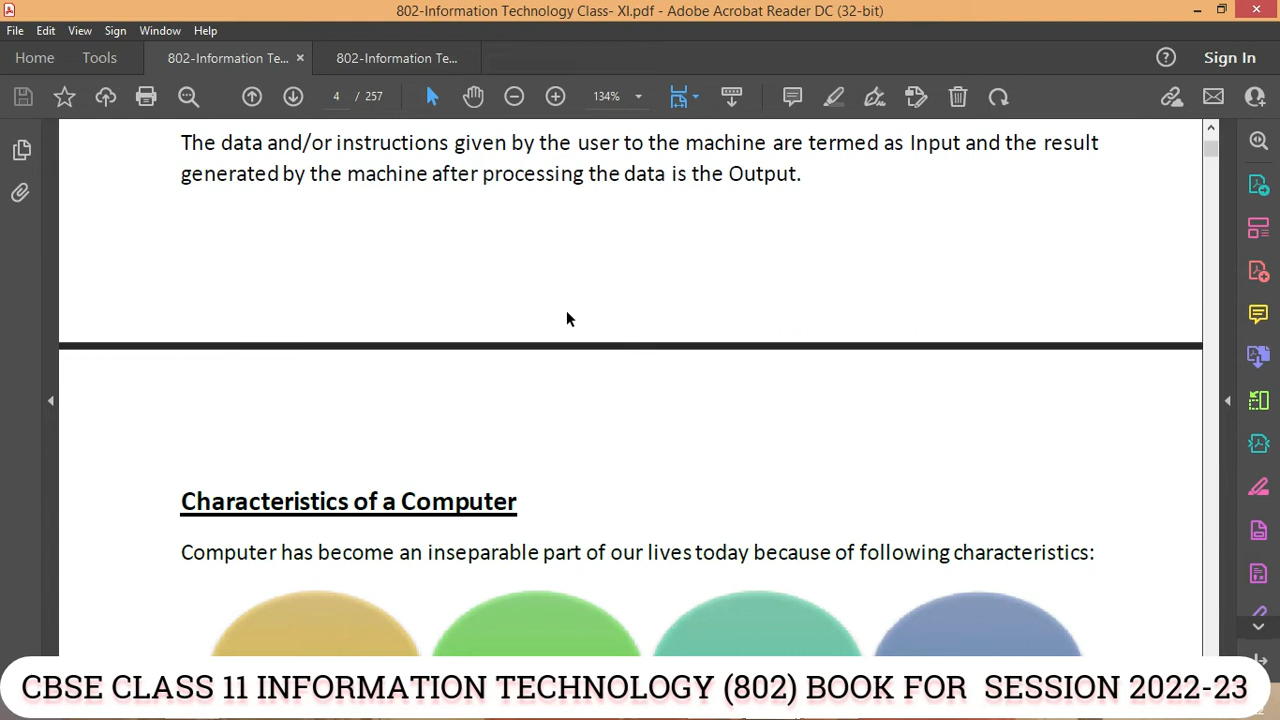 802-Information Technology Class- XI.pdf - Adobe Acrobat Reader DC (32-bit)
File Edit View Sign Window Help
Home Tools 802-Information Te... × 802-Information Te... Sign In
4 / 257 134%
The data and/or instructions given by the user to the machine are termed as Input and the result
generated by the machine after processing the data is the Output.
Characteristics of a Computer
Computer has become an inseparable part of our lives today because of following characteristics:
CBSE CLASS 11 INFORMATION TECHNOLOGY (802) BOOK FOR SESSION 2022-23